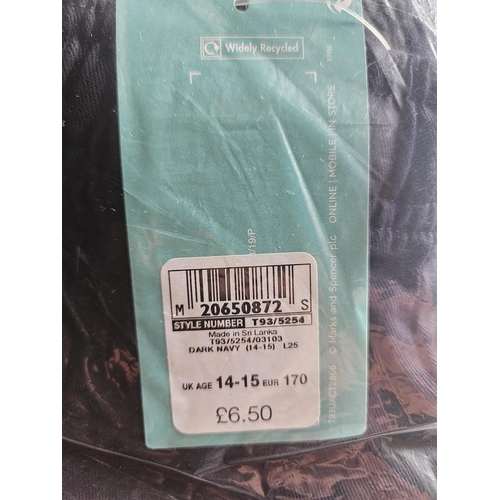 Widely Recycled
/19/P
M 20650872 S
STYLE NUMBER T93/5254
Made in Sri Lanka
T93/5254/03103
DARK NAVY (14-15) L25
UK AGE 14-15 EUR 170
£6.50
© Marks and Spencer plc ONLINE | MOBILE | IN STORE